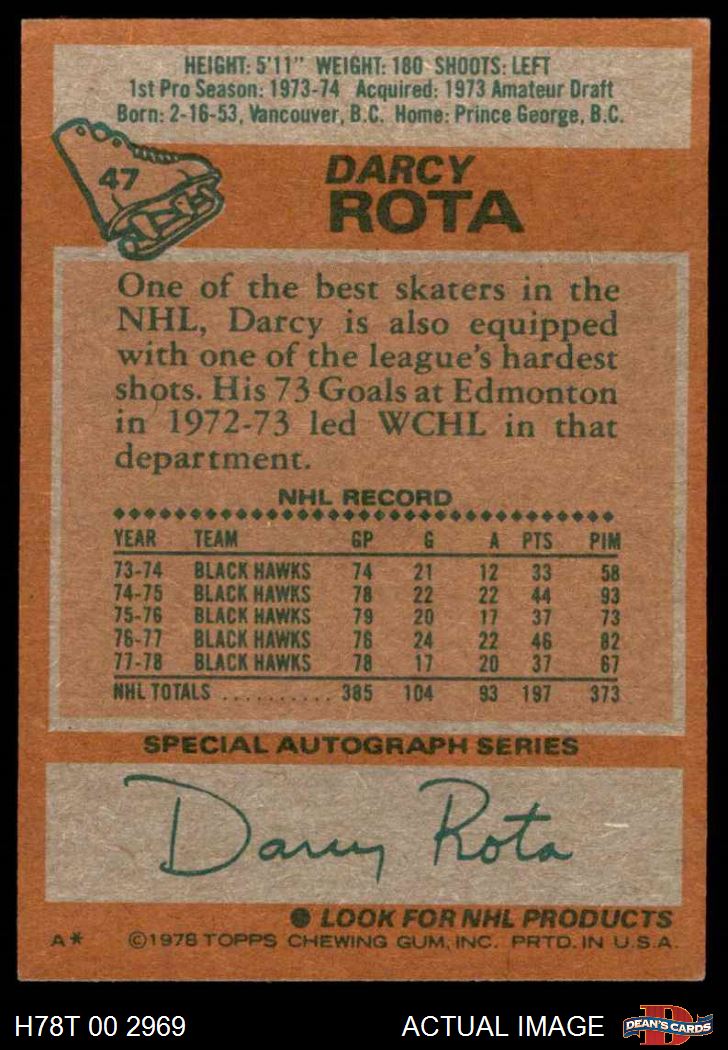 HEIGHT: 5'11" WEIGHT: 180 SHOOTS: LEFT
1st Pro Season: 1973-74 Acquired: 1973 Amateur Draft
Born: 2-16-53, Vancouver, B.C. Home: Prince George, B.C.
47
DARCY
ROTA
One of the best skaters in the
NHL, Darcy is also equipped
with one of the league's hardest
shots. His 73 Goals at Edmonton
in 1972-73 led WCHL in that
department.
NHL RECORD
YEAR TEAM GP G A PTS PIM
73-74 BLACK HAWKS 74 21 12 33 58
74-75 BLACK HAWKS 78 22 22 44 93
75-76 BLACK HAWKS 79 20 17 37 73
76-77 BLACK HAWKS 76 24 22 46 82
77-78 BLACK HAWKS 78 17 20 37 67
NHL TOTALS .......... 385 104 93 197 373
SPECIAL AUTOGRAPH SERIES
Darcy Rota
● LOOK FOR NHL PRODUCTS
A* ©1978 TOPPS CHEWING GUM, INC. PRTD. IN U.S.A.
H78T 00 2969 ACTUAL IMAGE D DEAN'S CARDS